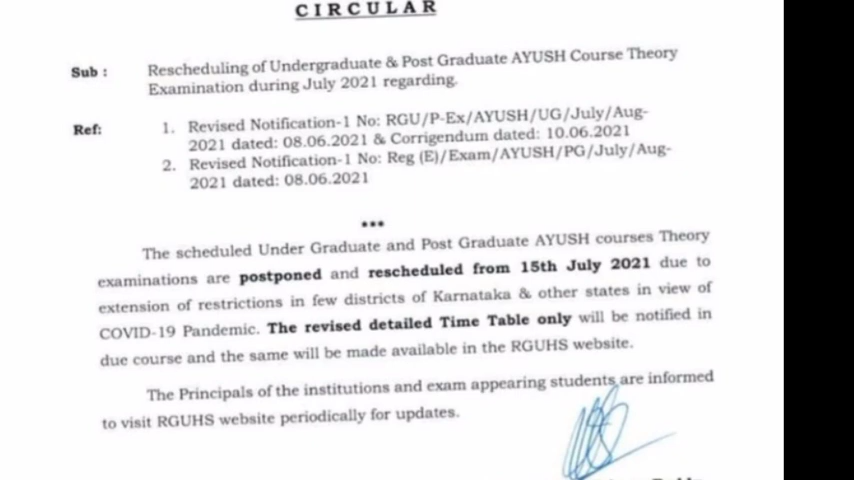 CIRCULAR
Sub : Rescheduling of Undergraduate & Post Graduate AYUSH Course Theory
Examination during July 2021 regarding.
Ref: 1. Revised Notification-1 No: RGU/P-Ex/AYUSH/UG/July/Aug-
2021 dated: 08.06.2021 & Corrigendum dated: 10.06.2021
2. Revised Notification-1 No: Reg (E)/Exam/AYUSH/PG/July/Aug-
2021 dated: 08.06.2021
***
The scheduled Under Graduate and Post Graduate AYUSH courses Theory
examinations are postponed and rescheduled from 15th July 2021 due to
extension of restrictions in few districts of Karnataka & other states in view of
COVID-19 Pandemic. The revised detailed Time Table only will be notified in
due course and the same will be made available in the RGUHS website.
The Principals of the institutions and exam appearing students are informed
to visit RGUHS website periodically for updates.